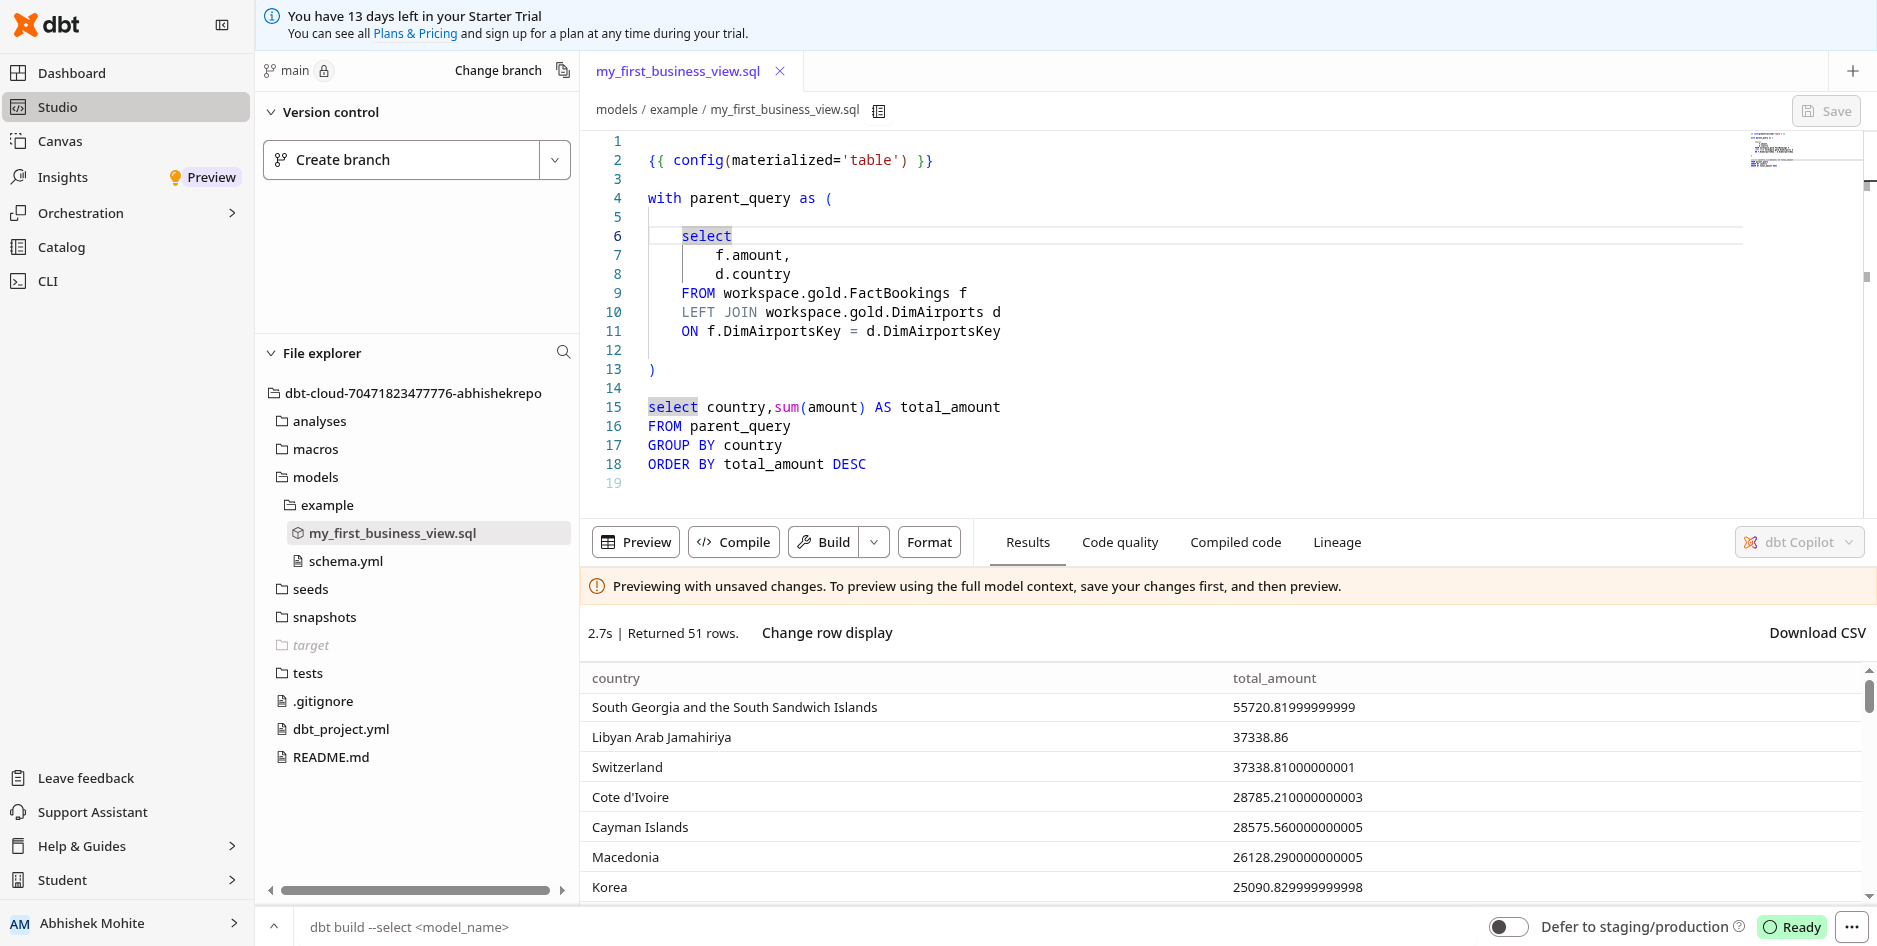 dbt
Dashboard
Studio
Canvas
Insights
Preview
Orchestration
Catalog
CLI
Leave feedback
Support Assistant
Help & Guides
Student
AM Abhishek Mohite
You have 13 days left in your Starter Trial
You can see all Plans & Pricing and sign up for a plan at any time during your trial.
main
Change branch
Version control
Create branch
File explorer
dbt-cloud-70471823477776-abhishekrepo
analyses
macros
models
example
my_first_business_view.sql
schema.yml
seeds
snapshots
target
tests
.gitignore
dbt_project.yml
README.md
my_first_business_view.sql
models / example / my_first_business_view.sql
Save
1
2 {{ config(materialized='table') }}
3
4 with parent_query as (
5
6 select
7 f.amount,
8 d.country
9 FROM workspace.gold.FactBookings f
10 LEFT JOIN workspace.gold.DimAirports d
11 ON f.DimAirportsKey = d.DimAirportsKey
12
13 )
14
15 select country,sum(amount) AS total_amount
16 FROM parent_query
17 GROUP BY country
18 ORDER BY total_amount DESC
19
Preview
Compile
Build
Format
Results
Code quality
Compiled code
Lineage
dbt Copilot
Previewing with unsaved changes. To preview using the full model context, save your changes first, and then preview.
2.7s | Returned 51 rows.
Change row display
Download CSV
country total_amount
South Georgia and the South Sandwich Islands 55720.81999999999
Libyan Arab Jamahiriya 37338.86
Switzerland 37338.81000000001
Cote d'Ivoire 28785.210000000003
Cayman Islands 28575.560000000005
Macedonia 26128.290000000005
Korea 25090.829999999998
dbt build --select <model_name>
Defer to staging/production
Ready